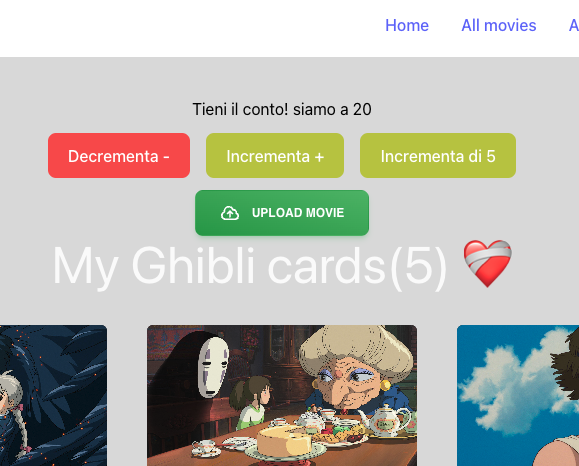 Home All movies A
Tieni il conto! siamo a 20
Decrementa - Incrementa + Incrementa di 5
UPLOAD MOVIE
My Ghibli cards(5) ❤️‍🩹